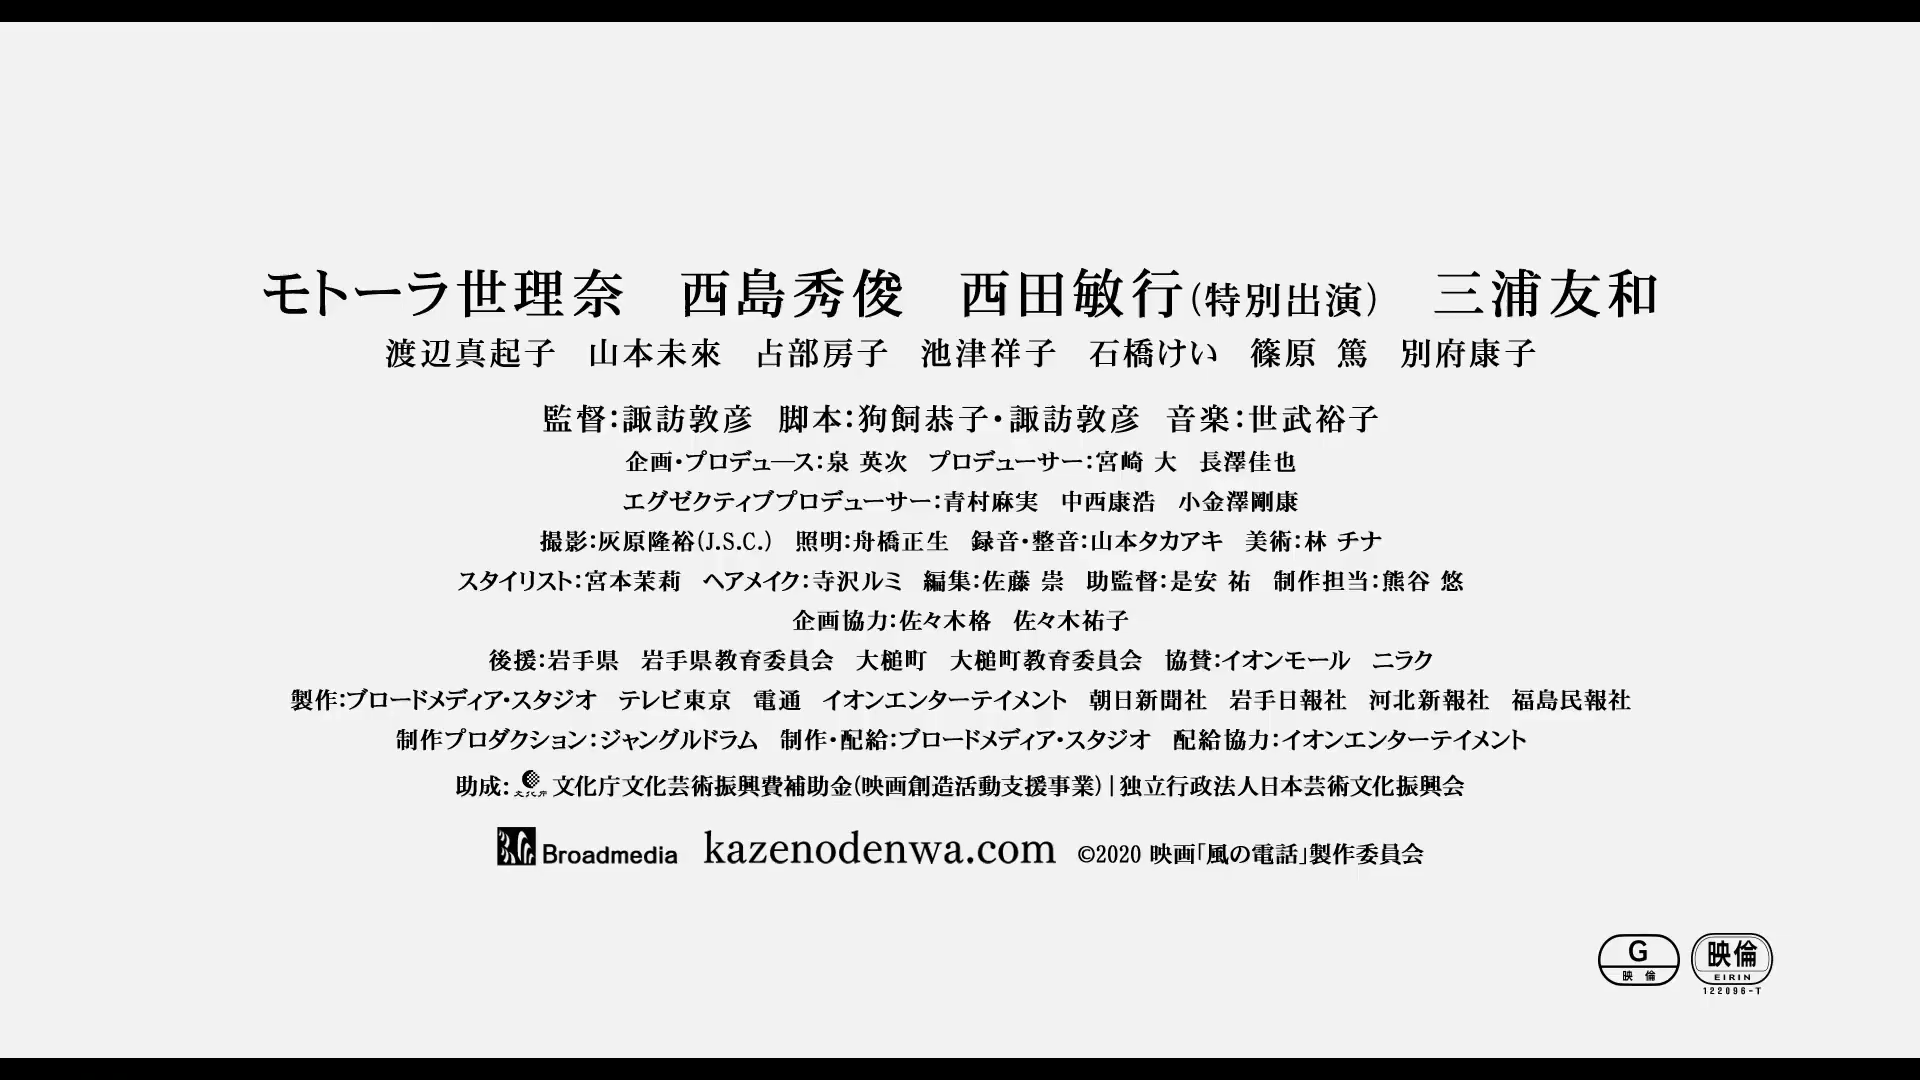 モトーラ世理奈　西島秀俊　西田敏行(特別出演)　三浦友和
渡辺真起子　山本未來　占部房子　池津祥子　石橋けい　篠原 篤　別府康子
監督:諏訪敦彦　脚本:狗飼恭子・諏訪敦彦　音楽:世武裕子
企画・プロデュース:泉 英次　プロデューサー:宮崎 大　長澤佳也
エグゼクティブプロデューサー:青村麻実　中西康浩　小金澤剛康
撮影:灰原隆裕(J.S.C.)　照明:舟橋正生　録音・整音:山本タカアキ　美術:林 チナ
スタイリスト:宮本茉莉　ヘアメイク:寺沢ルミ　編集:佐藤 崇　助監督:是安 祐　制作担当:熊谷 悠
企画協力:佐々木格　佐々木祐子
後援:岩手県　岩手県教育委員会　大槌町　大槌町教育委員会　協賛:イオンモール　ニラク
製作:ブロードメディア・スタジオ　テレビ東京　電通　イオンエンターテイメント　朝日新聞社　岩手日報社　河北新報社　福島民報社
制作プロダクション:ジャングルドラム　制作・配給:ブロードメディア・スタジオ　配給協力:イオンエンターテイメント
助成: 文化庁 文化庁文化芸術振興費補助金(映画創造活動支援事業)|独立行政法人日本芸術文化振興会
Broadmedia　kazenodenwa.com　©2020 映画「風の電話」製作委員会
G 映倫
映倫 EIRIN
122096-T